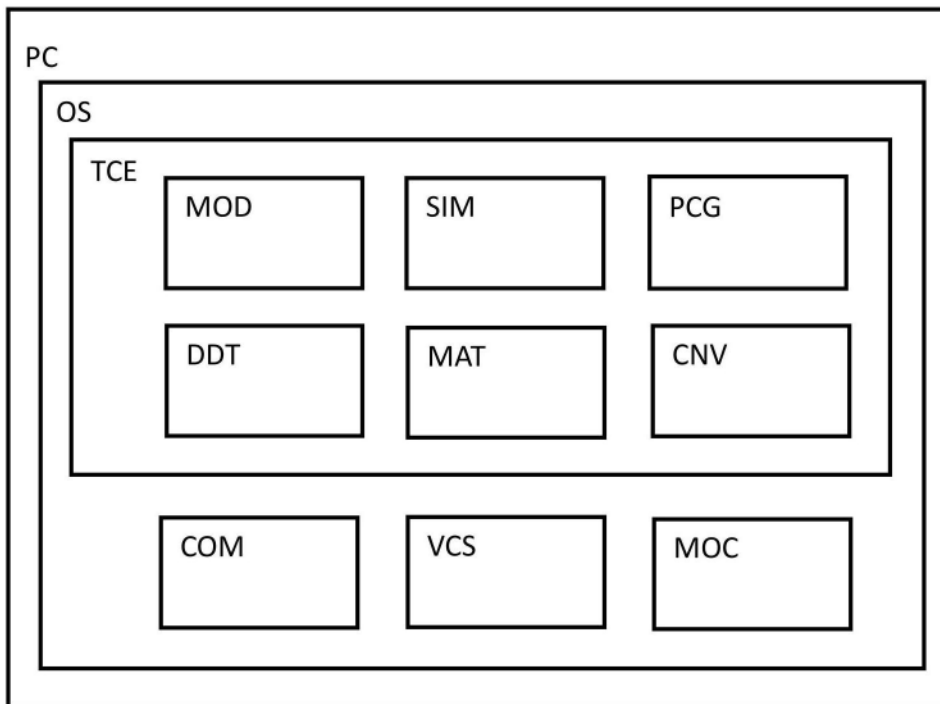 PC
OS
TCE
MOD
SIM
PCG
DDT
MAT
CNV
COM
VCS
MOC